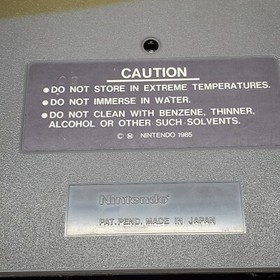 CAUTION
●DO NOT STORE IN EXTREME TEMPERATURES.
●DO NOT IMMERSE IN WATER.
●DO NOT CLEAN WITH BENZENE, THINNER,
ALCOHOL OR OTHER SUCH SOLVENTS.
© Ⓜ NINTENDO 1985
Nintendo®
PAT. PEND. MADE IN JAPAN